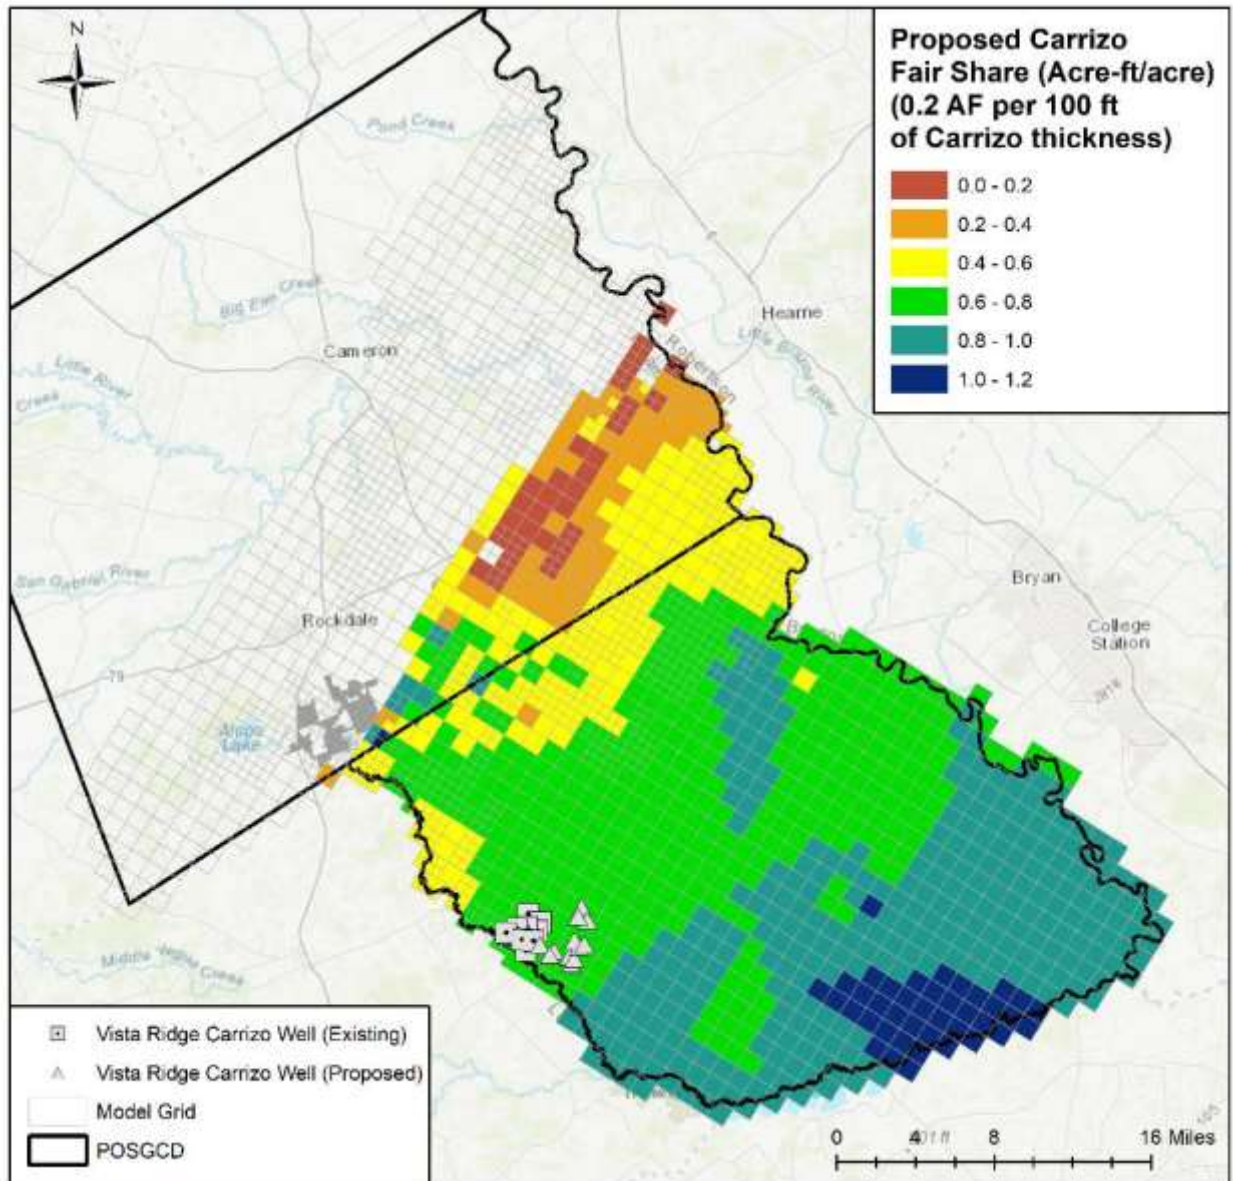 N
Pond Creek
Proposed Carrizo
Fair Share (Acre-ft/acre)
(0.2 AF per 100 ft
of Carrizo thickness)
0.0 - 0.2
0.2 - 0.4
0.4 - 0.6
0.6 - 0.8
0.8 - 1.0
1.0 - 1.2
Big Elm Creek
Hearne
Cameron
Robertson
Little River
Creek
San Gabriel River
Rockdale
Bryan
College
Station
79
Alcoa
Lake
Middle Yegua Creek
Vista Ridge Carrizo Well (Existing)
Vista Ridge Carrizo Well (Proposed)
Model Grid
POSGCD
0 4 8 16 Miles